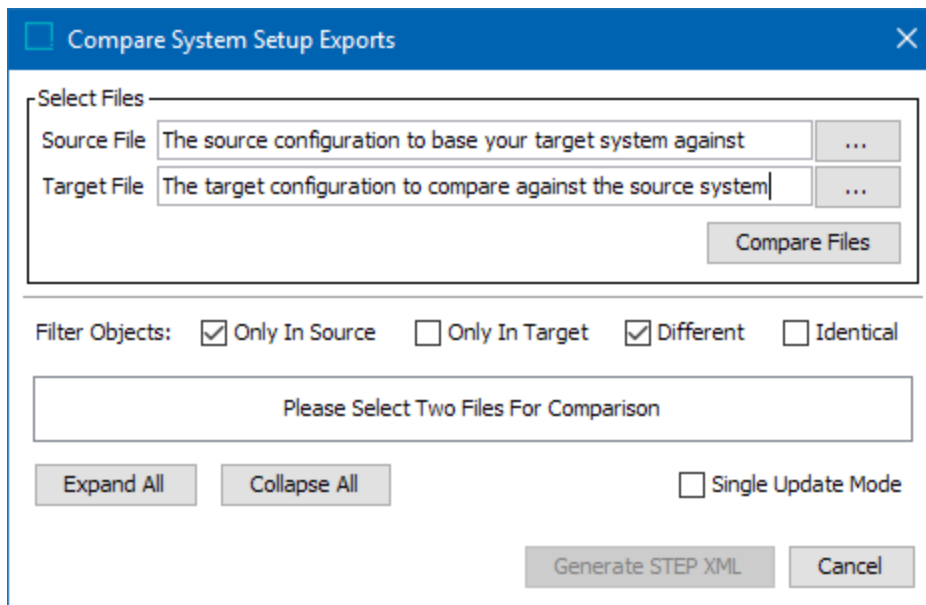 Compare System Setup Exports
Select Files
Source File The source configuration to base your target system against ...
Target File The target configuration to compare against the source system ...
Compare Files
Filter Objects: Only In Source Only In Target Different Identical
Please Select Two Files For Comparison
Expand All Collapse All Single Update Mode
Generate STEP XML Cancel